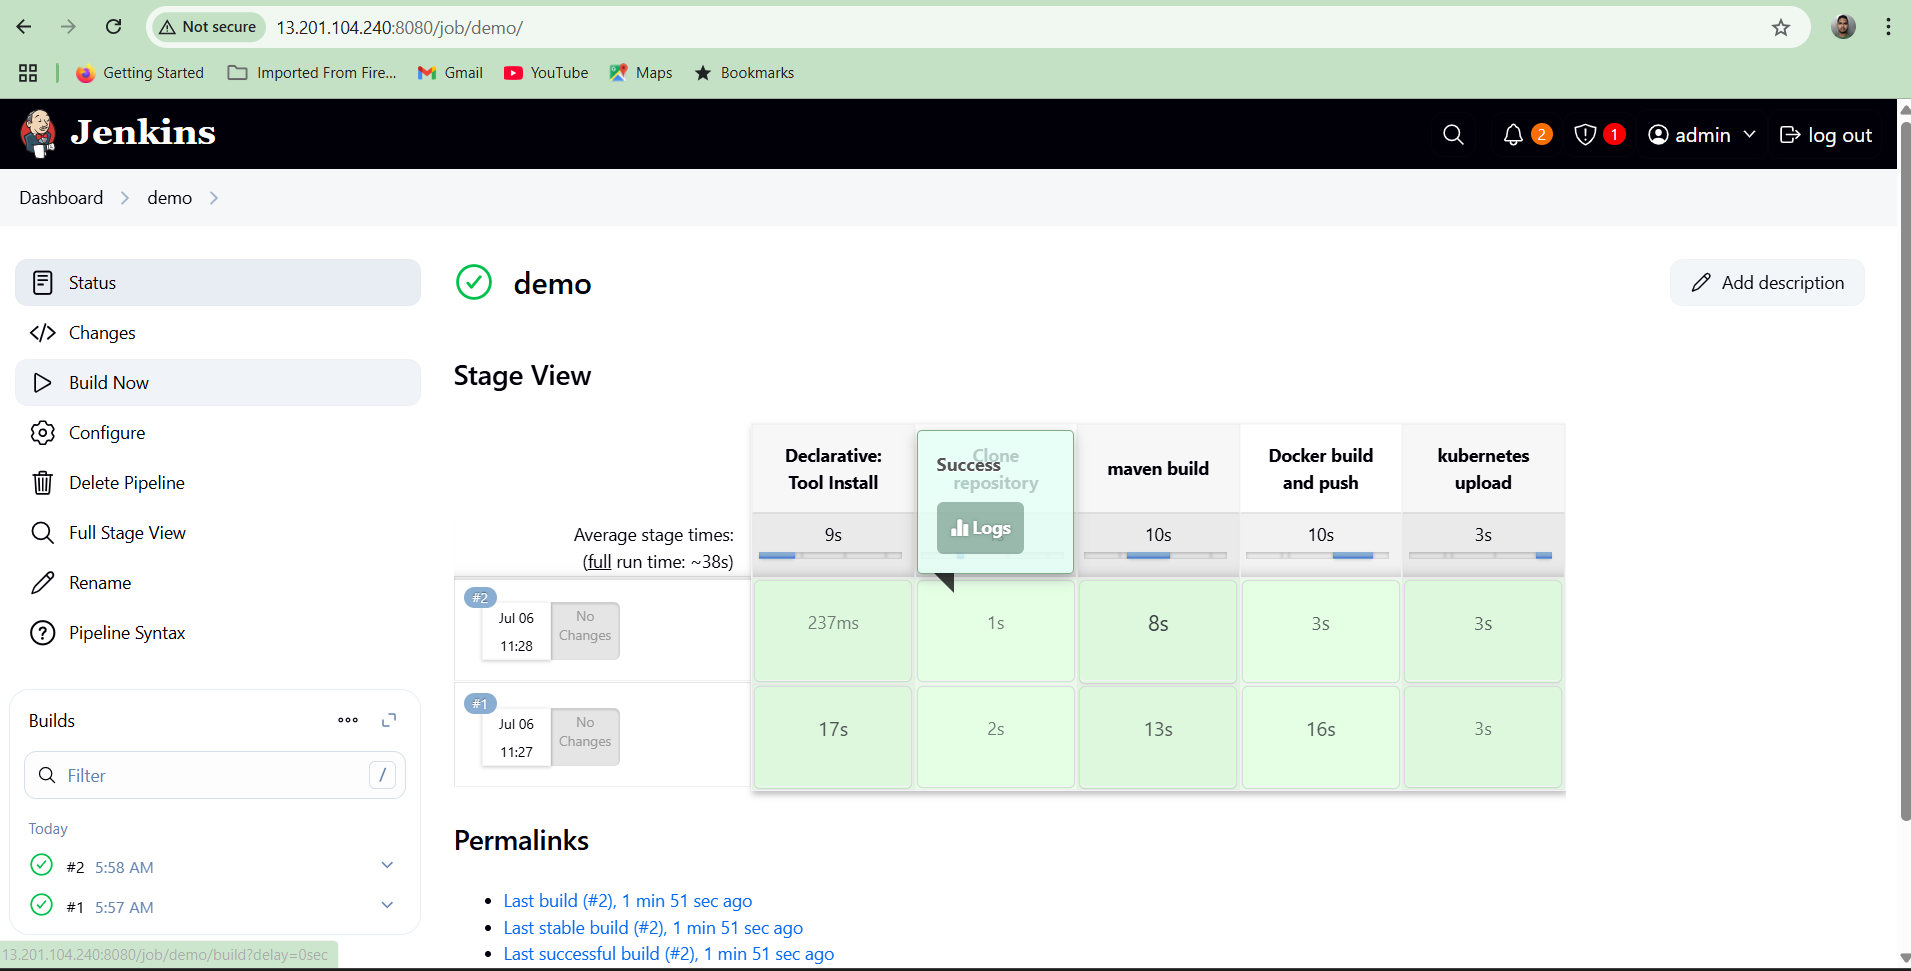 Not secure
13.201.104.240:8080/job/demo/
Getting Started
Imported From Fire...
Gmail
YouTube
Maps
Bookmarks
Jenkins
2
1
admin
log out
Dashboard
demo
Status
Changes
Build Now
Configure
Delete Pipeline
Full Stage View
Rename
Pipeline Syntax
Builds
Filter
/
Today
#2 5:58 AM
#1 5:57 AM
13.201.104.240:8080/job/demo/build?delay=0sec
demo
Add description
Stage View
Declarative:
Tool Install
Clone
repository
Success
Logs
maven build
Docker build
and push
kubernetes
upload
Average stage times:
(full run time: ~38s)
9s
10s
10s
3s
#2
Jul 06
11:28
No
Changes
237ms
1s
8s
3s
3s
#1
Jul 06
11:27
No
Changes
17s
2s
13s
16s
3s
Permalinks
Last build (#2), 1 min 51 sec ago
Last stable build (#2), 1 min 51 sec ago
Last successful build (#2), 1 min 51 sec ago